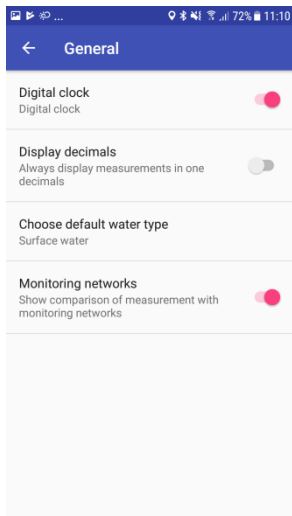 ... 72% 11:10
General
Digital clock
Digital clock
Display decimals
Always display measurements in one
decimals
Choose default water type
Surface water
Monitoring networks
Show comparison of measurement with
monitoring networks